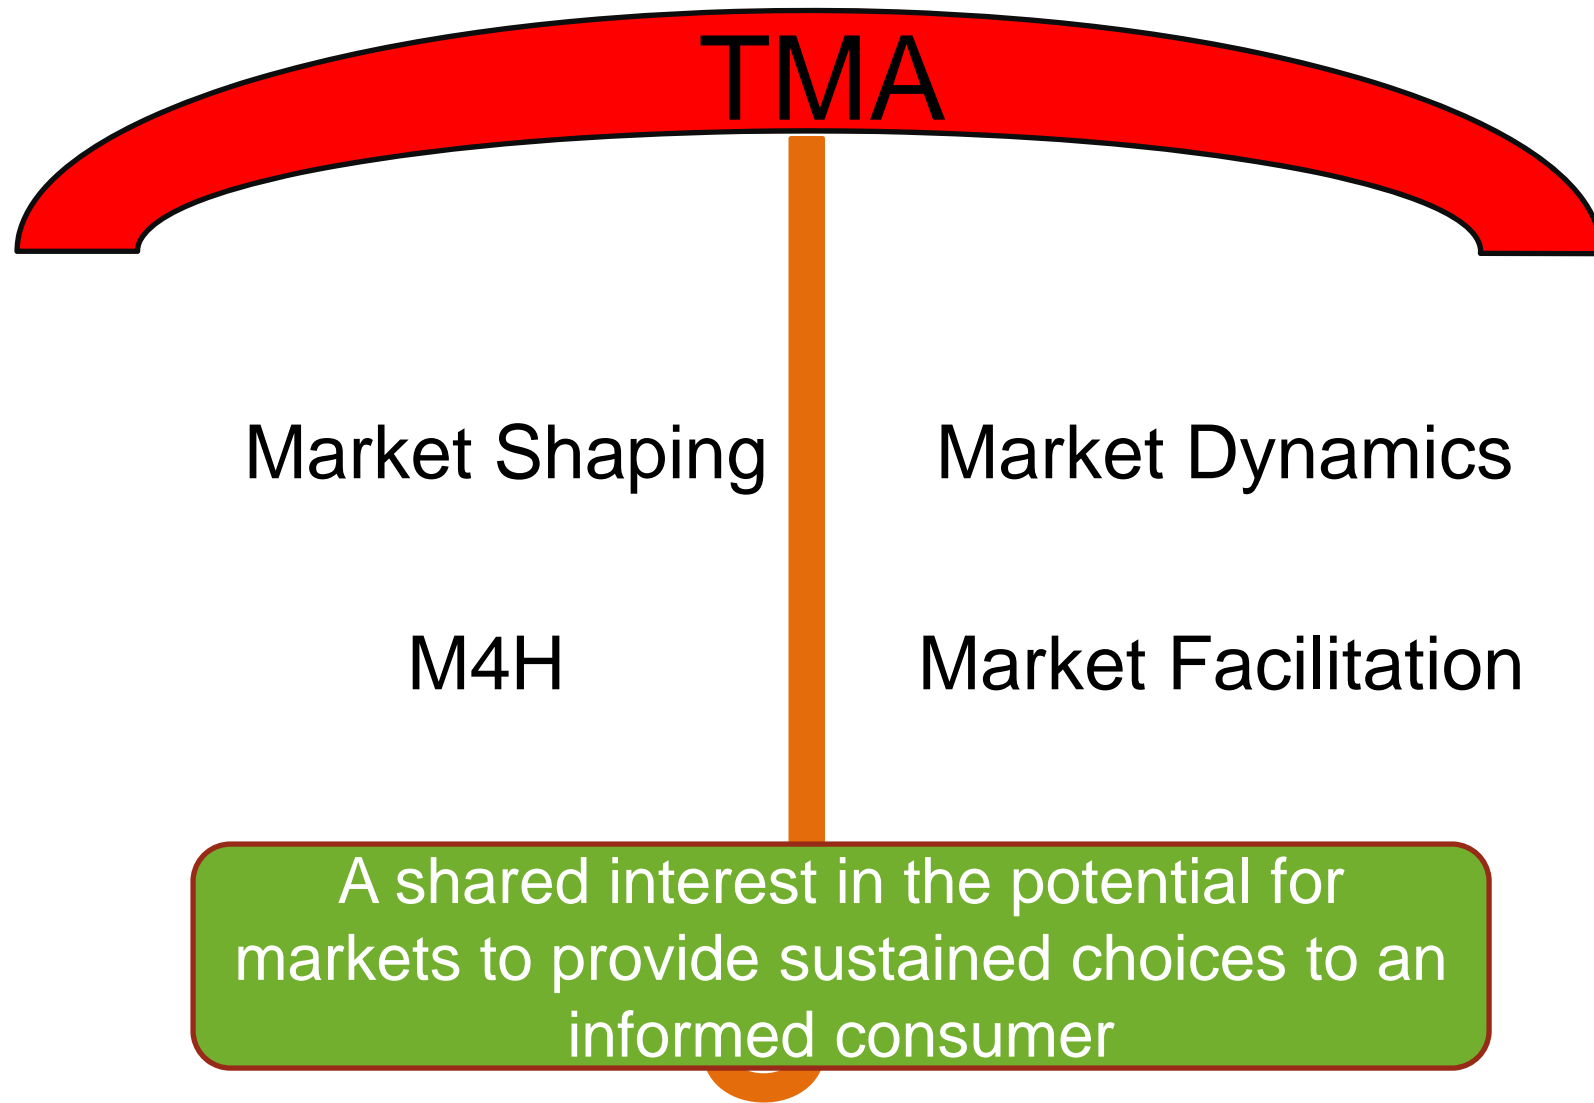 TMA
Market Shaping
Market Dynamics
M4H
Market Facilitation
A shared interest in the potential for
markets to provide sustained choices to an
informed consumer